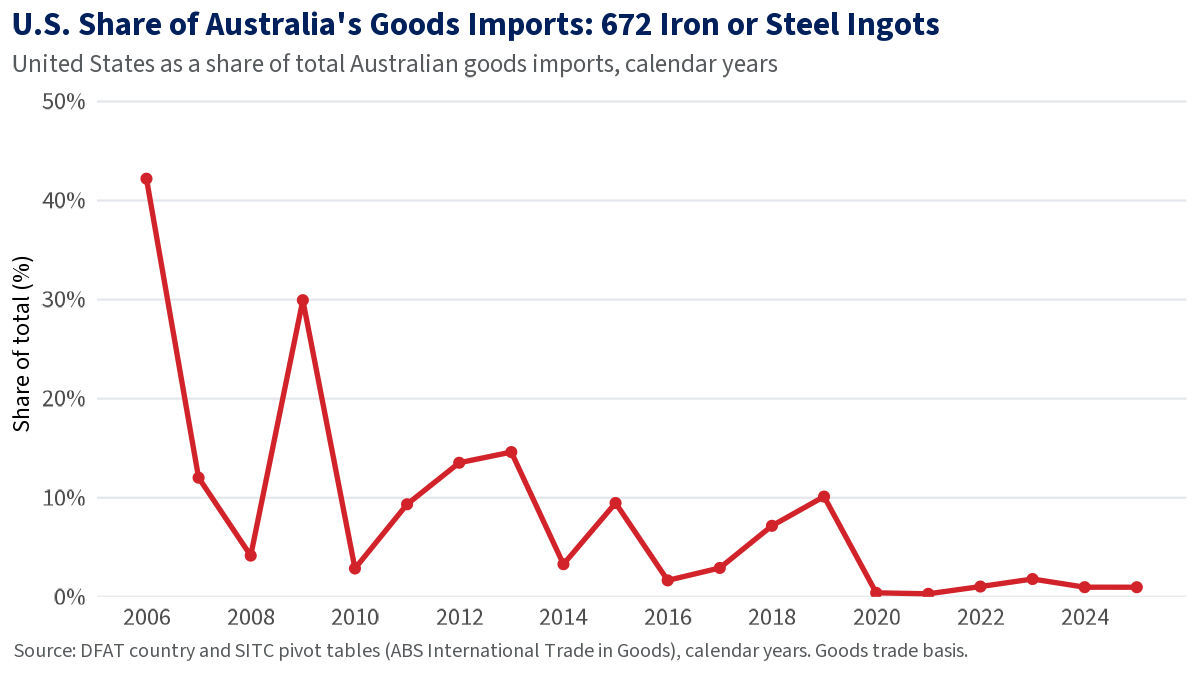 U.S. Share of Australia's Goods Imports: 672 Iron or Steel Ingots
United States as a share of total Australian goods imports, calendar years
Share of total (%)
50%
40%
30%
20%
10%
0%
2006 2008 2010 2012 2014 2016 2018 2020 2022 2024
Source: DFAT country and SITC pivot tables (ABS International Trade in Goods), calendar years. Goods trade basis.